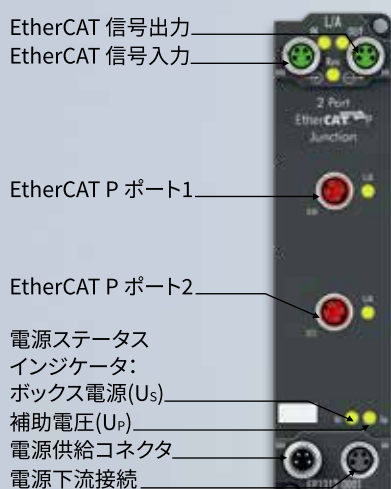 EtherCAT 信号出力
EtherCAT 信号入力
L/A
IN
OUT
Run
2 Port
EtherCAT P
Junction
EtherCAT P ポート1
L/A
EtherCAT P ポート2
L/A
電源ステータス
インジケータ:
ボックス電源(Us)
補助電圧(UP)
電源供給コネクタ
電源下流接続